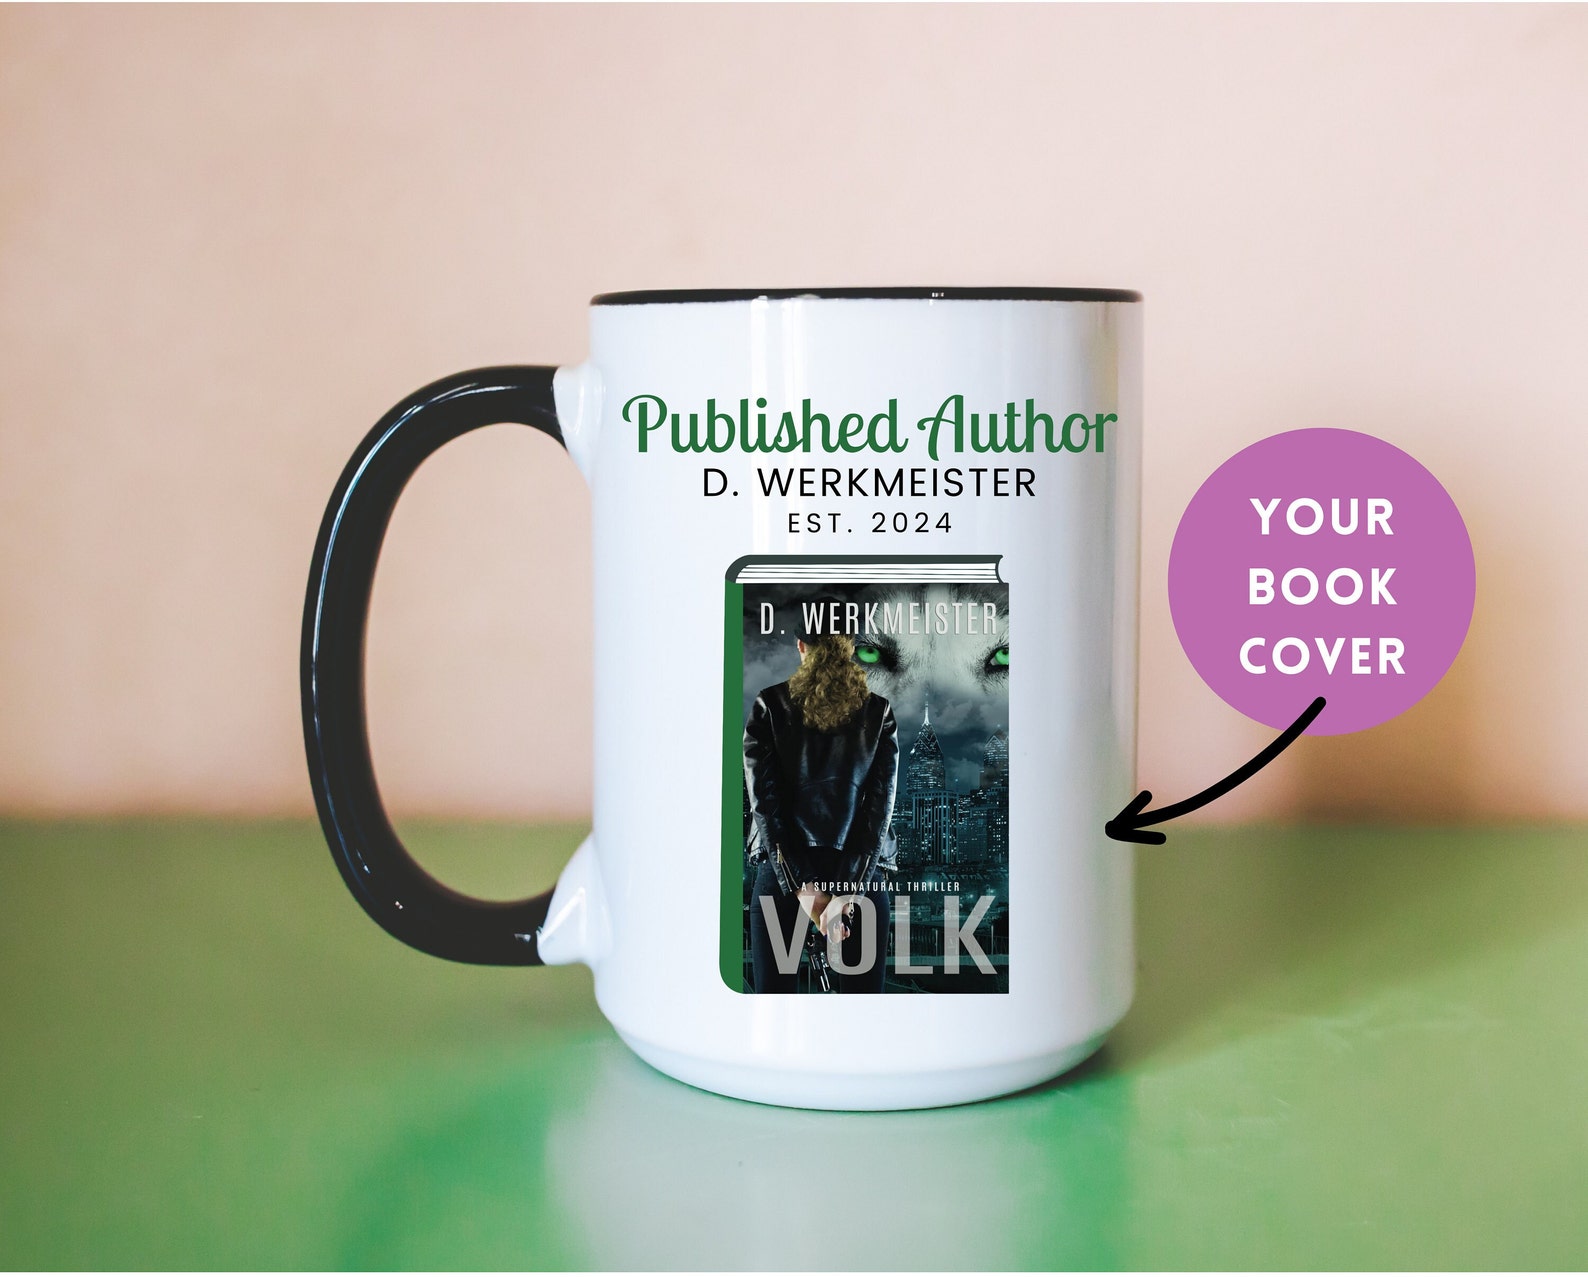 Published Author
D. WERKMEISTER
EST. 2024
D. WERKMEISTER
A SUPERNATURAL THRILLER
VOLK
YOUR
BOOK
COVER